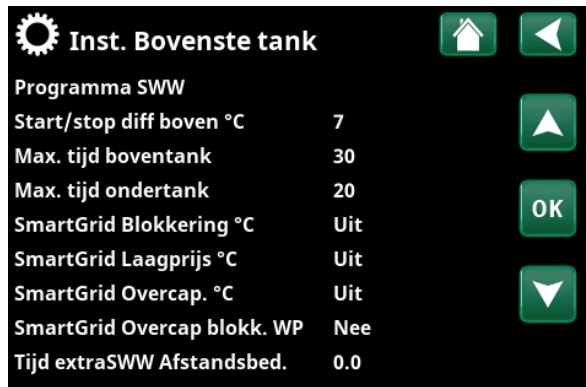 Inst. Bovenste tank
Programma SWW
Start/stop diff boven °C 7
Max. tijd boventank 30
Max. tijd ondertank 20
SmartGrid Blokkering °C Uit
SmartGrid Laagprijs °C Uit
SmartGrid Overcap. °C Uit
SmartGrid Overcap blokk. WP Nee
Tijd extraSWW Afstandsbed. 0.0
OK